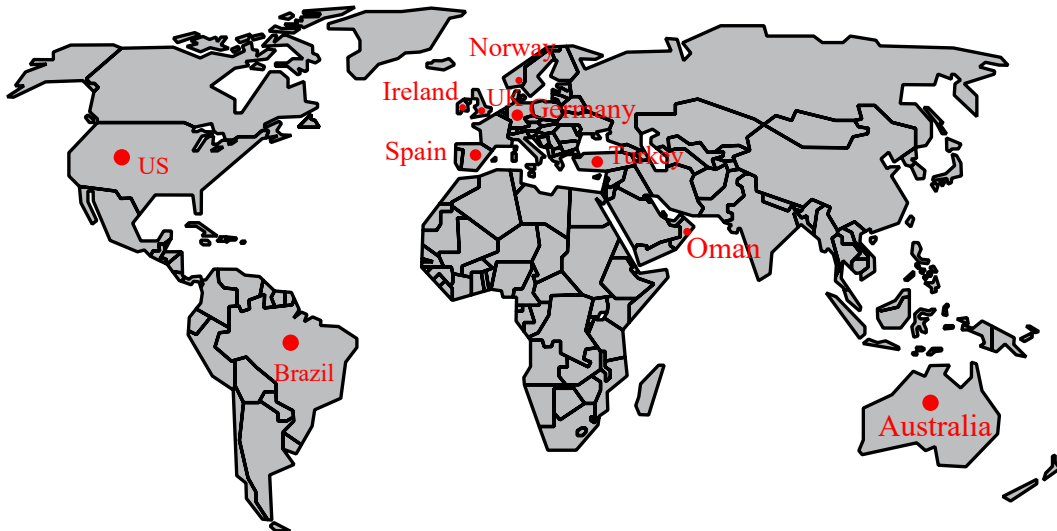 Norway
Ireland
UK
Germany
Spain
Turkey
US
Oman
Brazil
Australia